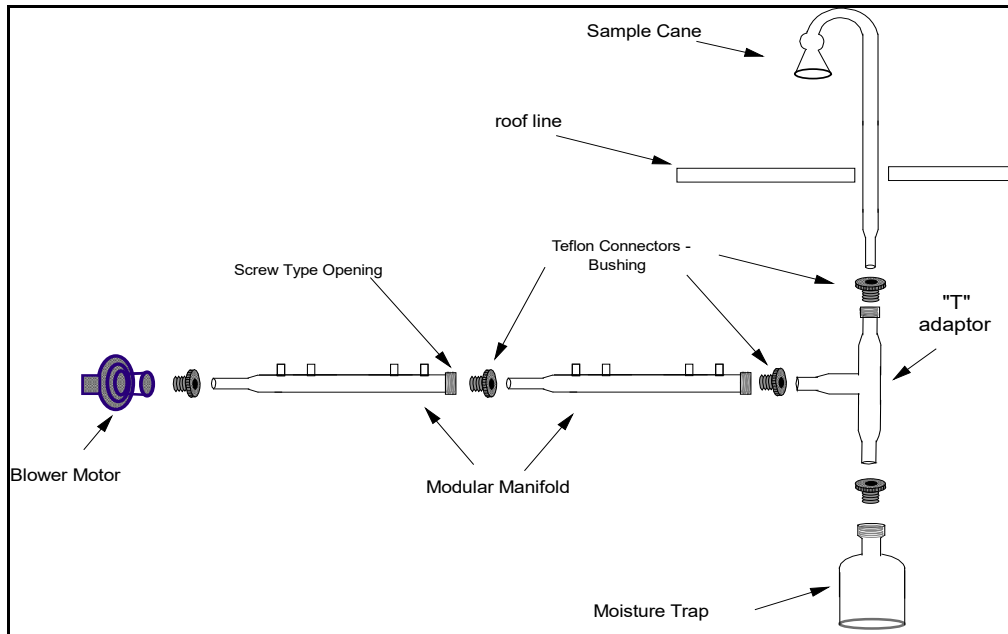 Sample Cane
roof line
Teflon Connectors -
Bushing
Screw Type Opening
"T"
adaptor
Blower Motor
Modular Manifold
Moisture Trap